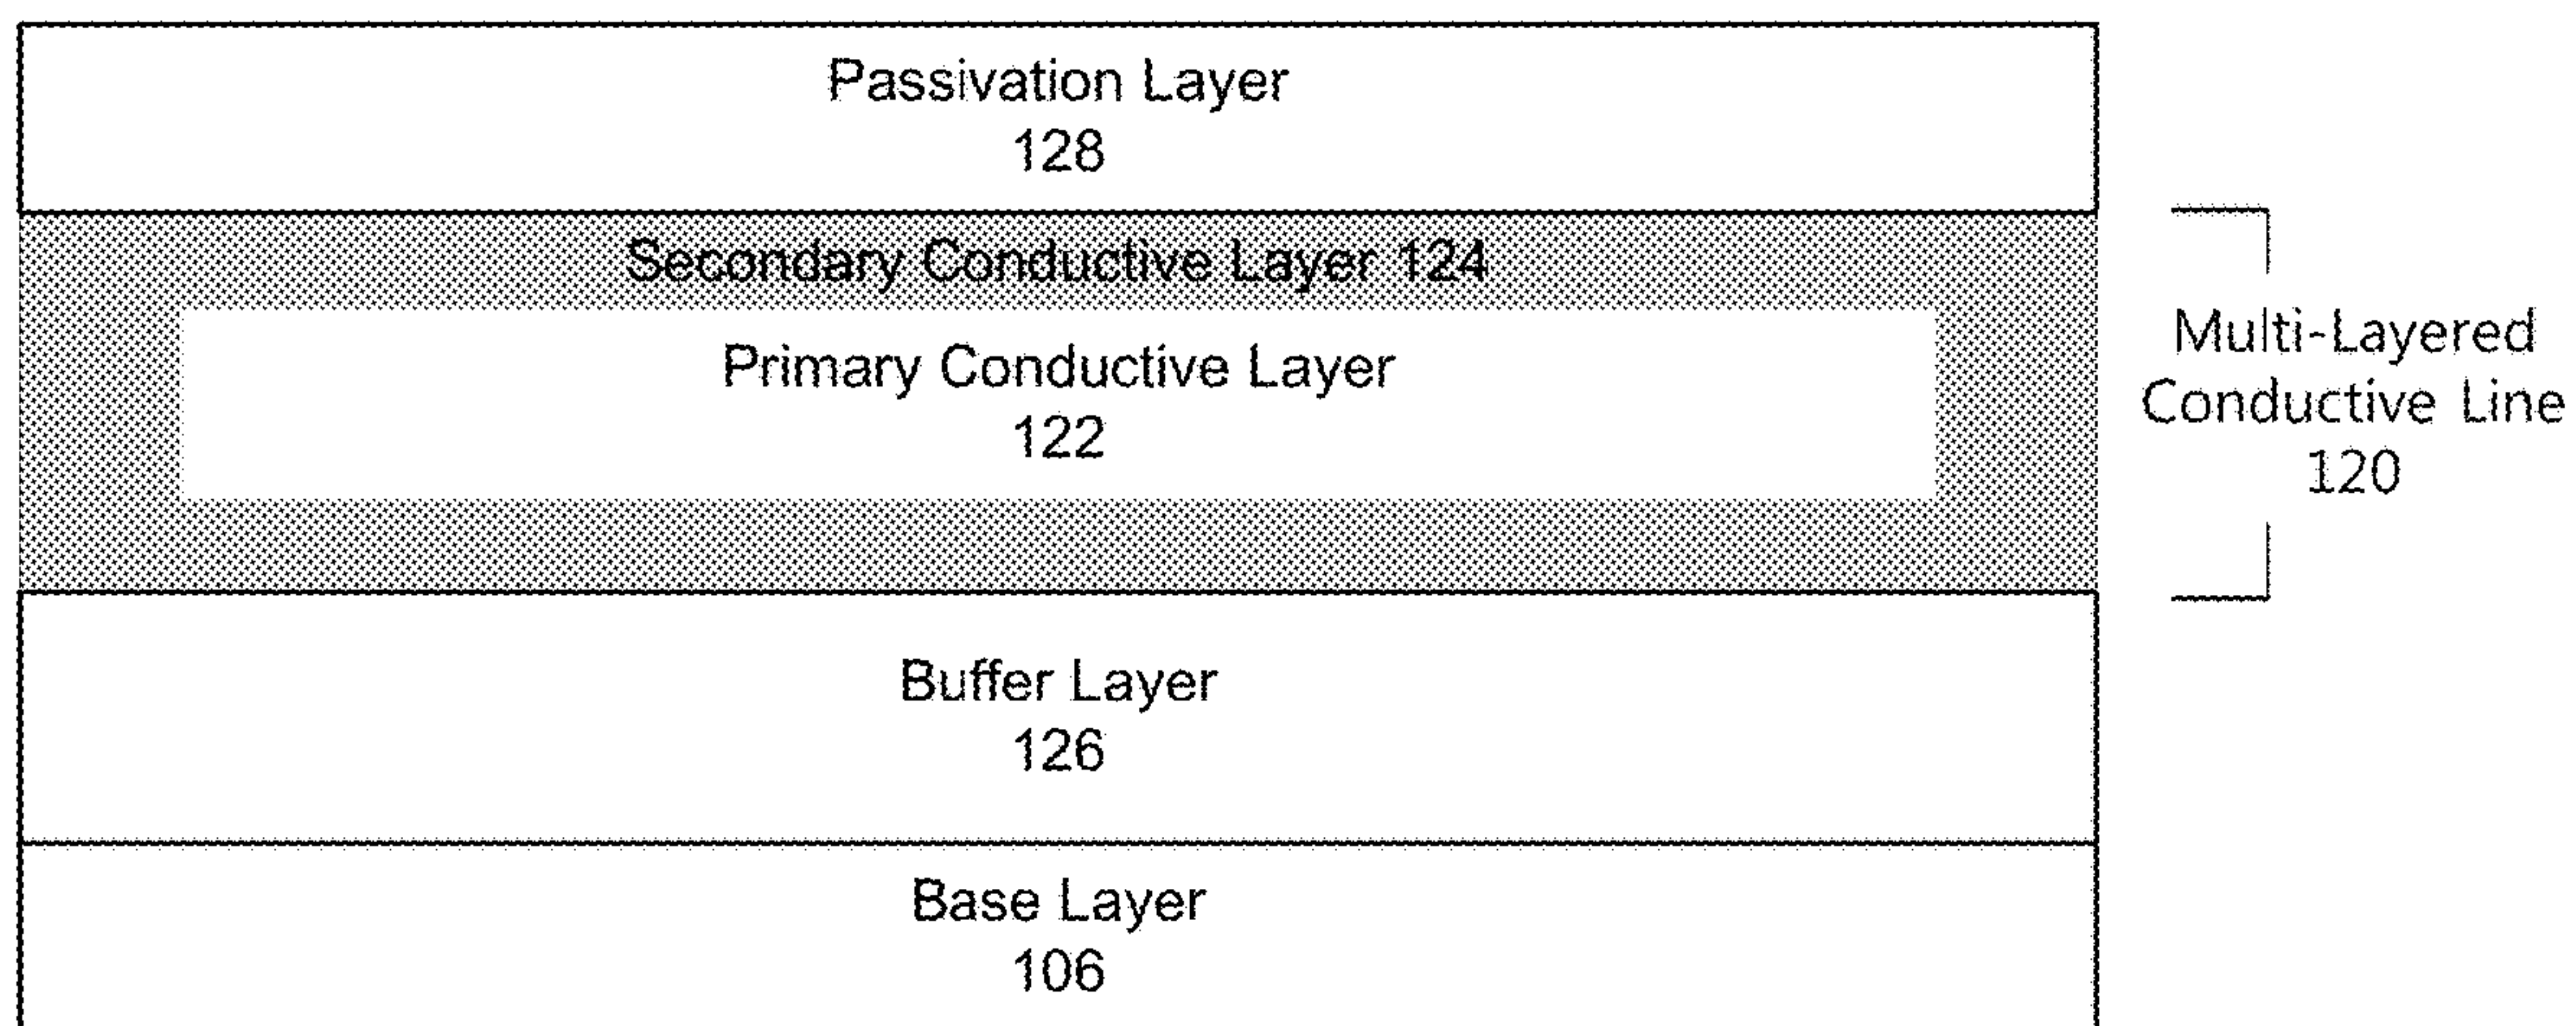 Passivation Layer
128
Secondary Conductive Layer 124
Primary Conductive Layer
122
Multi-Layered
Conductive Line
120
Buffer Layer
126
Base Layer
106